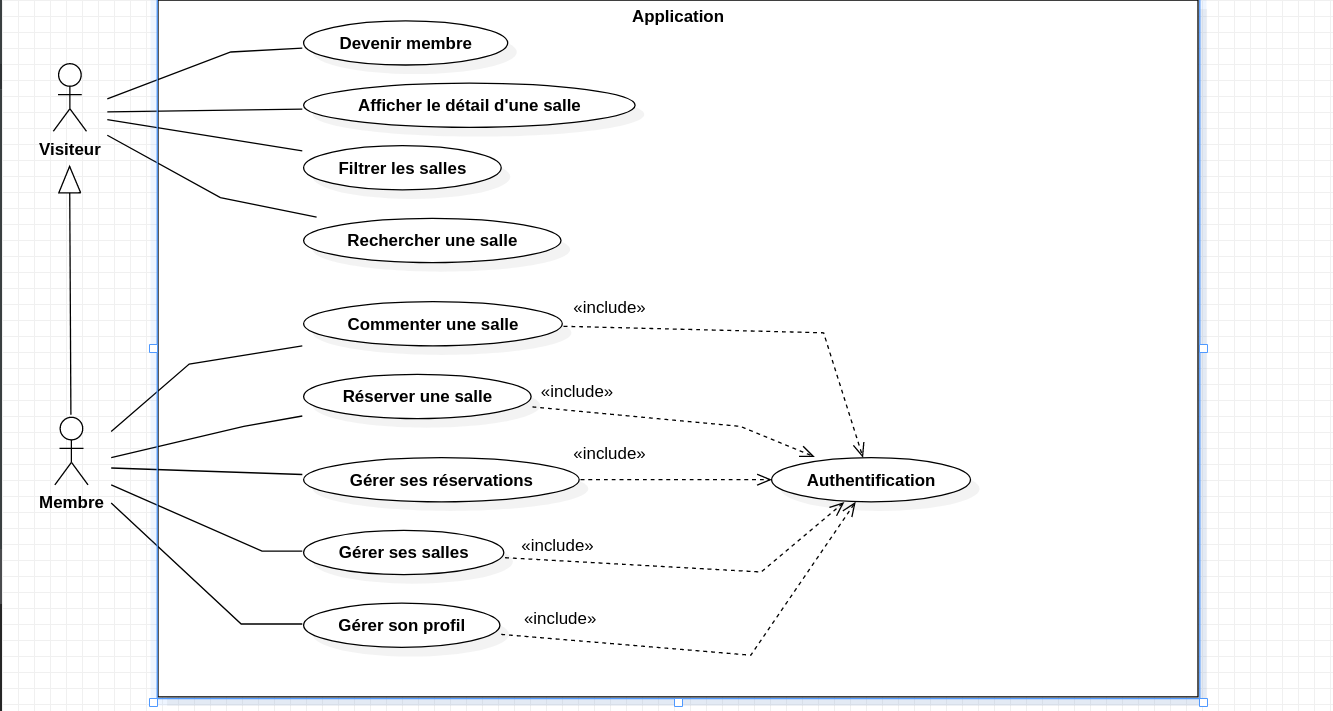 Application
Devenir membre
Afficher le détail d'une salle
Visiteur
Filtrer les salles
Rechercher une salle
«include»
Commenter une salle
«include»
Réserver une salle
«include»
Gérer ses réservations
Authentification
Membre
«include»
Gérer ses salles
«include»
Gérer son profil